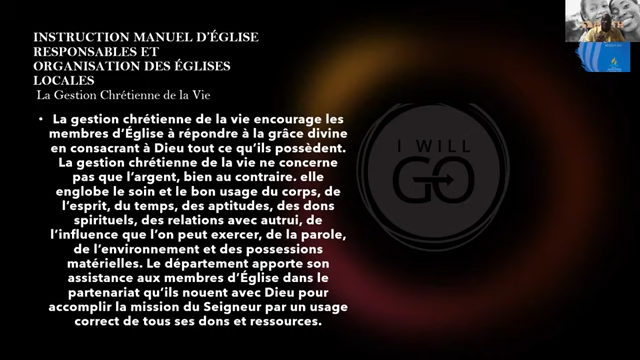 INSTRUCTION MANUEL D'ÉGLISE
RESPONSABLES ET
ORGANISATION DES ÉGLISES
LOCALES
La Gestion Chrétienne de la Vie
• La gestion chrétienne de la vie encourage les
membres d'Église à répondre à la grâce divine
en consacrant à Dieu tout ce qu'ils possèdent.
La gestion chrétienne de la vie ne concerne
pas que l'argent, bien au contraire. elle
englobe le soin et le bon usage du corps, de
l'esprit, du temps, des aptitudes, des dons
spirituels, des relations avec autrui, de
l'influence que l'on peut exercer, de la parole,
de l'environnement et des possessions
matérielles. Le département apporte son
assistance aux membres d'Église dans le
partenariat qu'ils nouent avec Dieu pour
accomplir la mission du Seigneur par un usage
correct de tous ses dons et ressources.
I WILL
GO